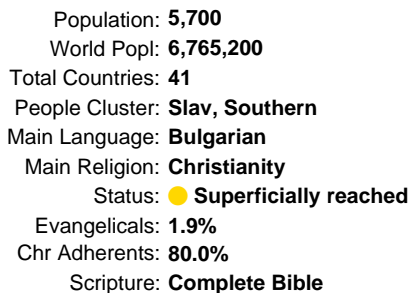 Population: 5,700
World Popl: 6,765,200
Total Countries: 41
People Cluster: Slav, Southern
Main Language: Bulgarian
Main Religion: Christianity
Status: Superficially reached
Evangelicals: 1.9%
Chr Adherents: 80.0%
Scripture: Complete Bible